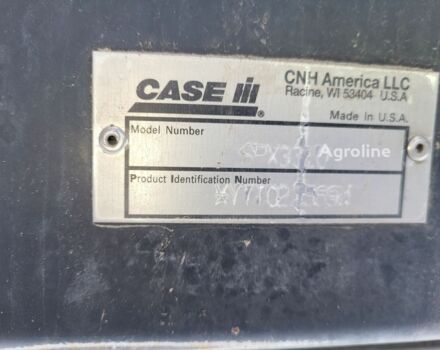 CASE IH
®
CNH America LLC
Racine, WI 53404 U.S.A
Made In U.S.A.
Model Number
Agroline
Product Identification Number